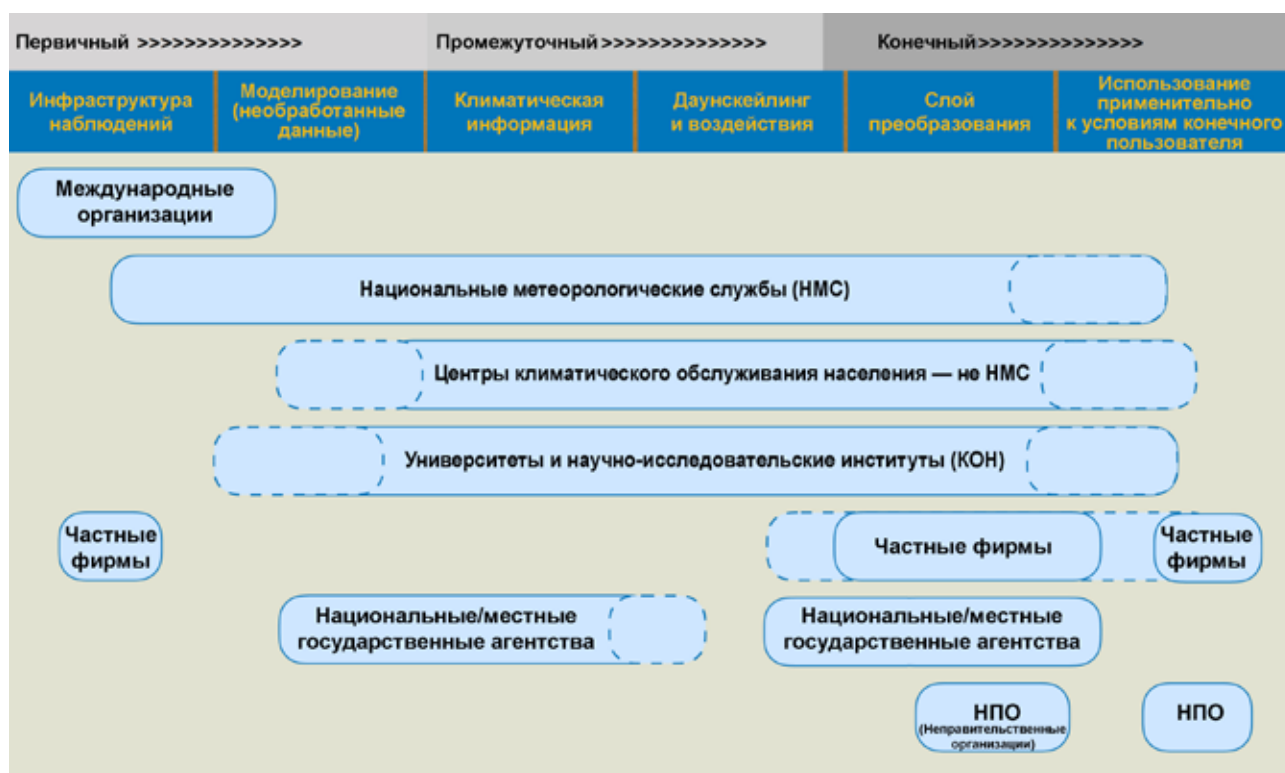 Первичный >>>>>>>>>>>>>>
Промежуточный>>>>>>>>>>>>>>
Конечный>>>>>>>>>>>>>>
Инфраструктура
наблюдений
Моделирование
(необработанные
данные)
Климатическая
информация
Даунскейлинг
и воздействия
Слой
преобразования
Использование
применительно
к условиям конечного
пользователя
Международные
организации
Национальные метеорологические службы (НМС)
Центры климатического обслуживания населения — не НМС
Университеты и научно-исследовательские институты (КОН)
Частные
фирмы
Частные фирмы
Частные
фирмы
Национальные/местные
государственные агентства
Национальные/местные
государственные агентства
НПО
(Неправительственные
организации)
НПО